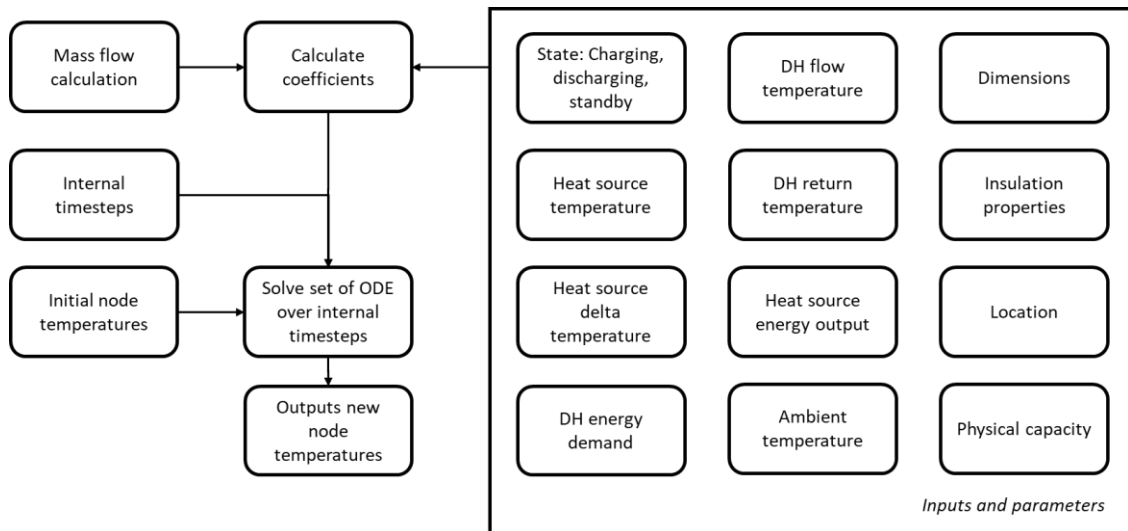 Mass flow
calculation
Calculate
coefficients
Internal
timesteps
Initial node
temperatures
Solve set of ODE
over internal
timesteps
Outputs new
node
temperatures
State: Charging,
discharging,
standby
DH flow
temperature
Dimensions
Heat source
temperature
DH return
temperature
Insulation
properties
Heat source
delta
temperature
Heat source
energy output
Location
DH energy
demand
Ambient
temperature
Physical capacity
Inputs and parameters